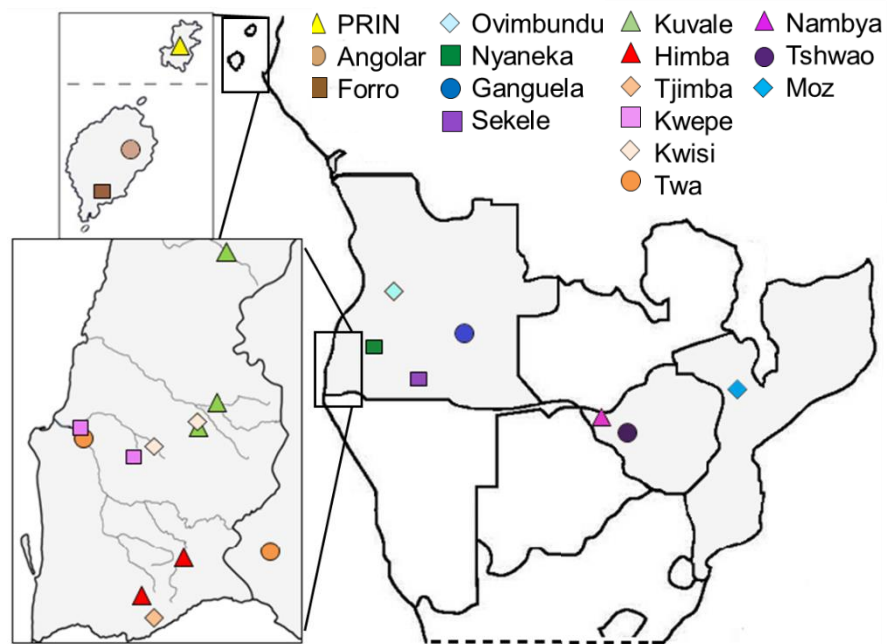 PRIN
Angolar
Forro
Ovimbundu
Nyaneka
Ganguela
Sekele
Kuvale
Himba
Tjimba
Kwepe
Kwisi
Twa
Nambya
Tshwao
Moz